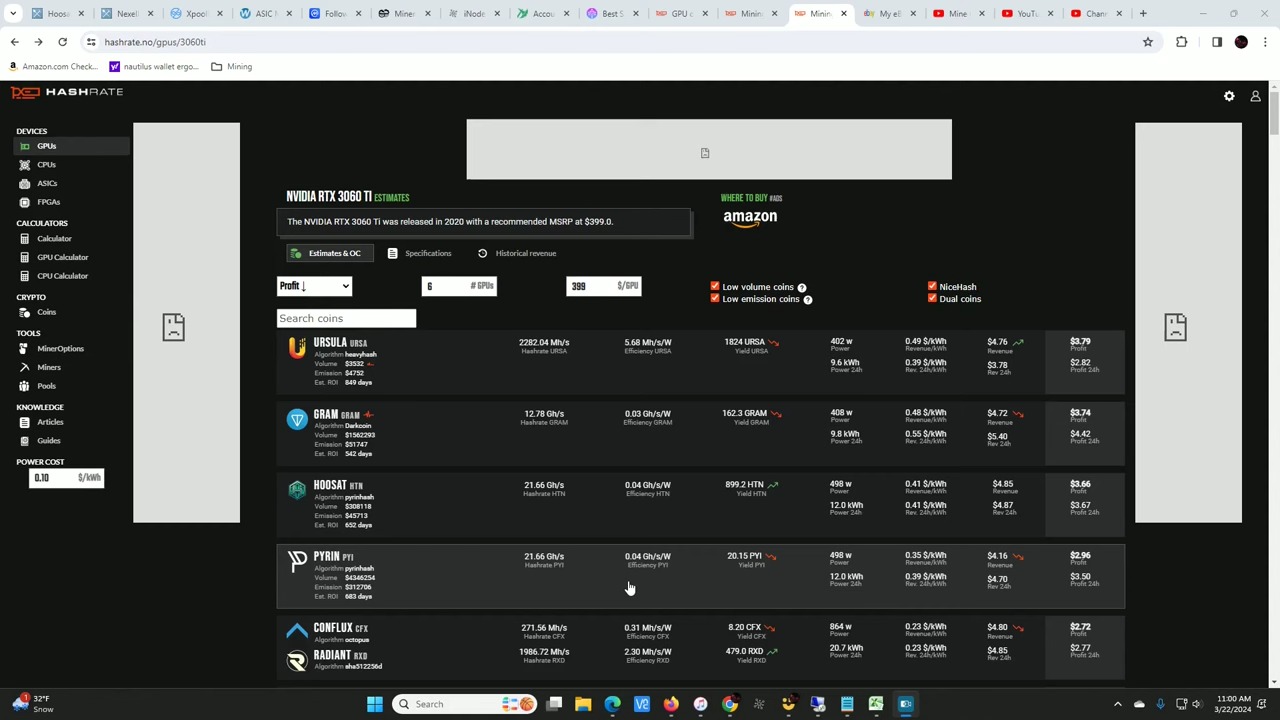 Hoosat
Nexell
Xpool
ASIC M
Follow
Miner
iNode
Accou
Best S
GPU o
Mining
Mining
My eB
Mine
YouTu
Chann
hashrate.no/gpus/3060ti
Amazon.com Check...
nautilus wallet ergo...
Mining
HASHRATE
DEVICES
GPUs
CPUs
ASICs
FPGAs
CALCULATORS
Calculator
GPU Calculator
CPU Calculator
CRYPTO
Coins
TOOLS
MinerOptions
Miners
Pools
KNOWLEDGE
Articles
Guides
POWER COST
0.10 $/kWh
NVIDIA RTX 3060 TI ESTIMATES
The NVIDIA RTX 3060 Ti was released in 2020 with a recommended MSRP at $399.0.
WHERE TO BUY #ADS
amazon
Estimates & OC
Specifications
Historical revenue
Profit ↓
6 # GPUs
399 $/GPU
Low volume coins ?
Low emission coins ?
NiceHash
Dual coins
Search coins
URSULA URSA
Algorithm heavyhash
Volume $3532
Emission $4752
Est. ROI 849 days
2282.04 Mh/s
Hashrate URSA
5.68 Mh/s/W
Efficiency URSA
1824 URSA
Yield URSA
402 w
Power
9.6 kWh
Power 24h
0.49 $/kWh
Revenue/kWh
0.39 $/kWh
Rev. 24h/kWh
$4.76
Revenue
$3.78
Rev 24h
$3.79
Profit
$2.82
Profit 24h
GRAM GRAM
Algorithm Darkcoin
Volume $1562293
Emission $51747
Est. ROI 542 days
12.78 Gh/s
Hashrate GRAM
0.03 Gh/s/W
Efficiency GRAM
162.3 GRAM
Yield GRAM
408 w
Power
9.8 kWh
Power 24h
0.48 $/kWh
Revenue/kWh
0.55 $/kWh
Rev. 24h/kWh
$4.72
Revenue
$5.40
Rev 24h
$3.74
Profit
$4.42
Profit 24h
HOOSAT HTN
Algorithm pyrinhash
Volume $308118
Emission $45713
Est. ROI 652 days
21.66 Gh/s
Hashrate HTN
0.04 Gh/s/W
Efficiency HTN
899.2 HTN
Yield HTN
498 w
Power
12.0 kWh
Power 24h
0.41 $/kWh
Revenue/kWh
0.41 $/kWh
Rev. 24h/kWh
$4.85
Revenue
$4.87
Rev 24h
$3.66
Profit
$3.67
Profit 24h
PYRIN PYI
Algorithm pyrinhash
Volume $4346254
Emission $312706
Est. ROI 683 days
21.66 Gh/s
Hashrate PYI
0.04 Gh/s/W
Efficiency PYI
20.15 PYI
Yield PYI
498 w
Power
12.0 kWh
Power 24h
0.35 $/kWh
Revenue/kWh
0.39 $/kWh
Rev. 24h/kWh
$4.16
Revenue
$4.70
Rev 24h
$2.96
Profit
$3.50
Profit 24h
CONFLUX CFX
Algorithm octopus
RADIANT RXD
Algorithm sha512256d
271.56 Mh/s
Hashrate CFX
1986.72 Mh/s
Hashrate RXD
0.31 Mh/s/W
Efficiency CFX
2.30 Mh/s/W
Efficiency RXD
8.20 CFX
Yield CFX
479.0 RXD
Yield RXD
864 w
Power
20.7 kWh
Power 24h
0.23 $/kWh
Revenue/kWh
0.23 $/kWh
Rev. 24h/kWh
$4.80
Revenue
$4.85
Rev 24h
$2.72
Profit
$2.77
Profit 24h
1
32°F
Snow
Search
11:00 AM
3/22/2024